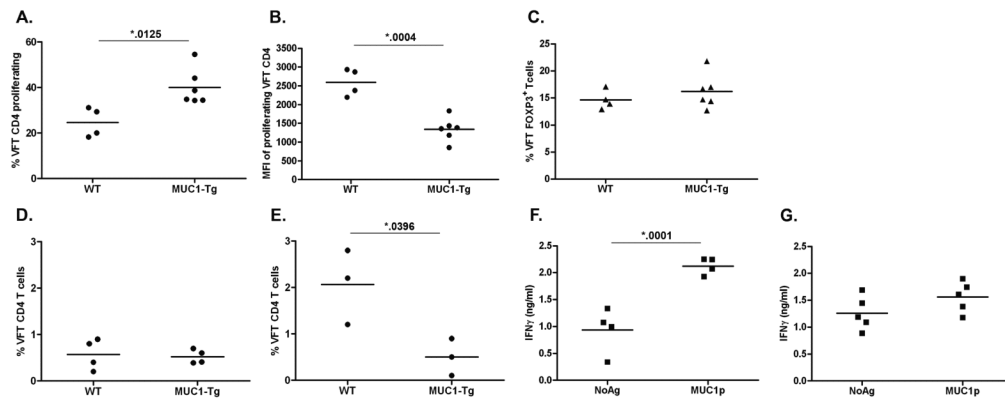 A.
*.0125
% VFT CD4 proliferating
60
40
20
0
WT
MUC1-Tg
B.
*.0004
MFI of proliferating VFT CD4
3500
3000
2500
2000
1500
1000
500
0
WT
MUC1-Tg
C.
% VFT FOXP3+ Tcells
25
20
15
10
5
0
WT
MUC1-Tg
D.
% VFT CD4 T cells
3
2
1
0
WT
MUC1-Tg
E.
*.0396
% VFT CD4 T cells
3
2
1
0
WT
MUC1-Tg
F.
*.0001
IFNγ (ng/ml)
2.5
2.0
1.5
1.0
0.5
0.0
NoAg
MUC1p
G.
IFNγ (ng/ml)
2.5
2.0
1.5
1.0
0.5
0.0
NoAg
MUC1p